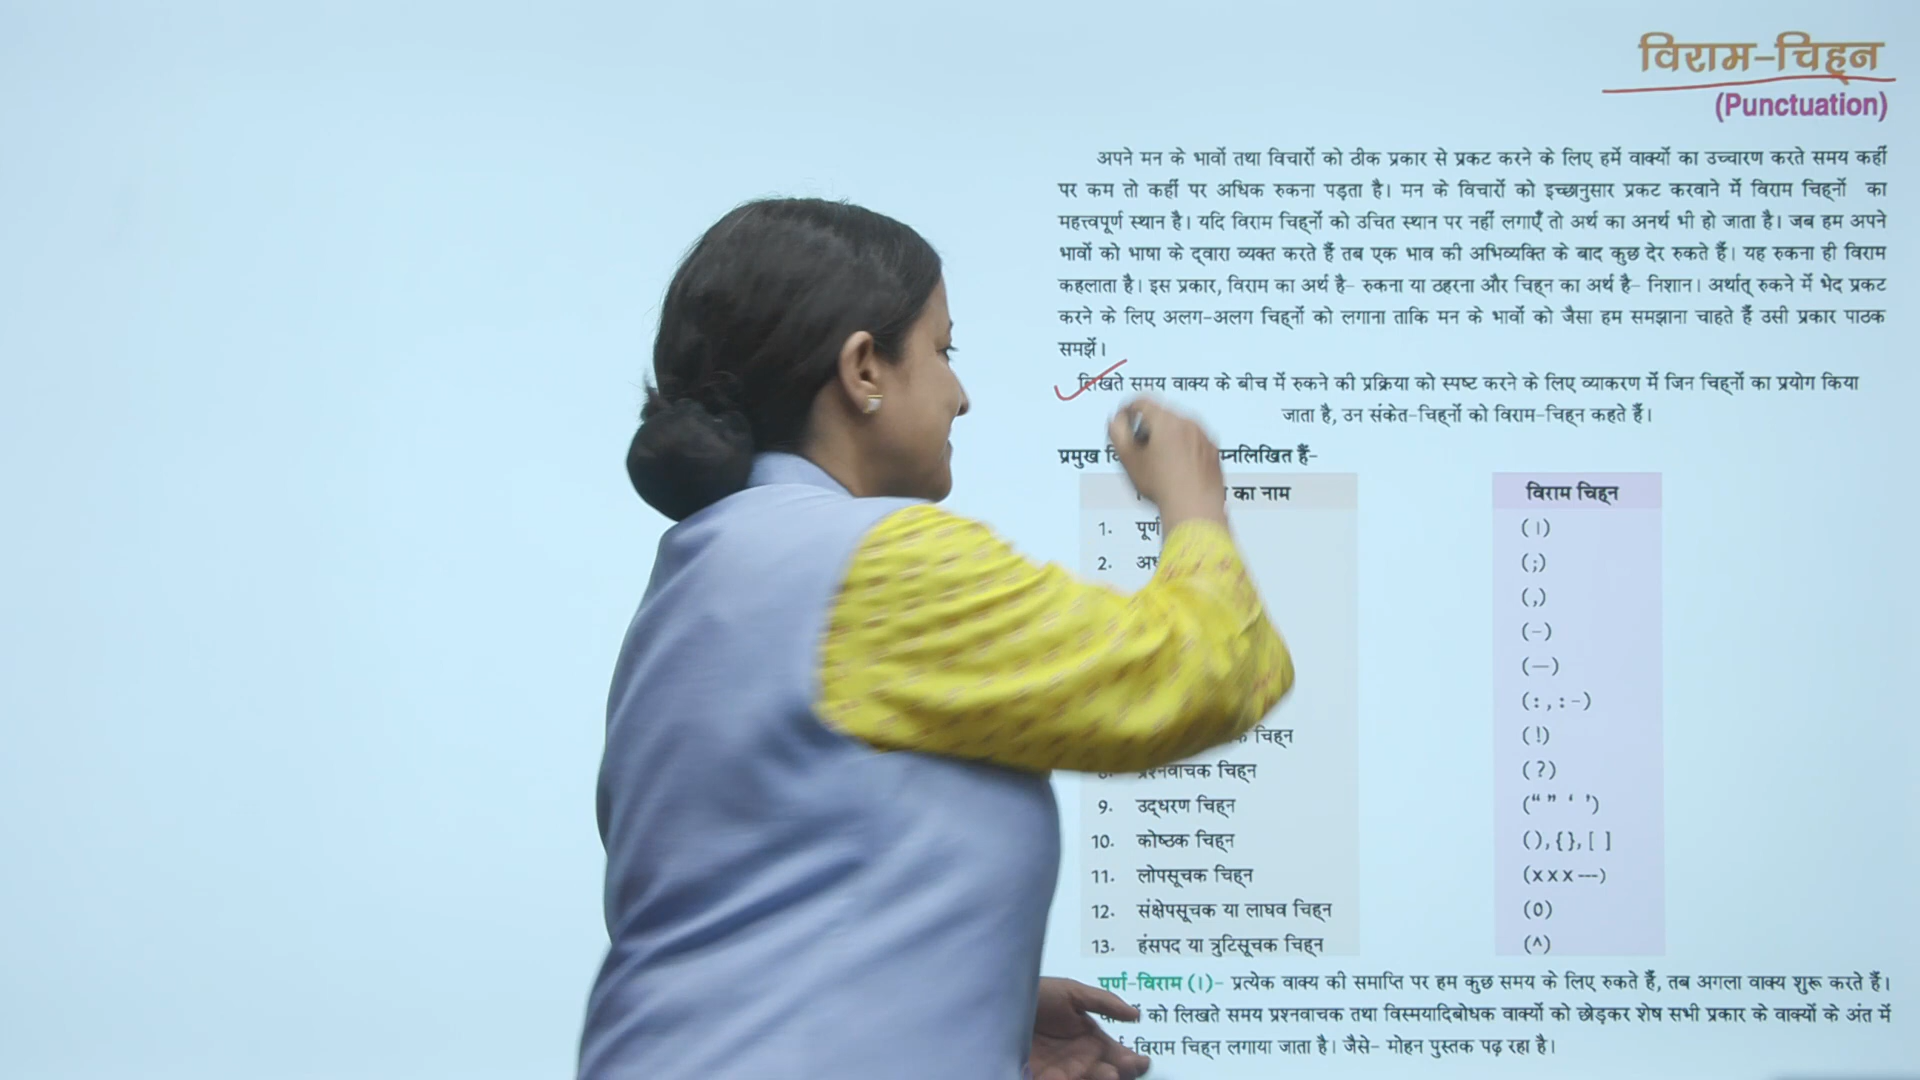 विराम-चिह्न
(Punctuation)
अपने मन के भावों तथा विचारों को ठीक प्रकार से प्रकट करने के लिए हमें वाक्यों का उच्चारण करते समय कहीं
पर कम तो कहीं पर अधिक रुकना पड़ता है। मन के विचारों को इच्छानुसार प्रकट करवाने में विराम चिह्नों का
महत्त्वपूर्ण स्थान है। यदि विराम चिह्नों को उचित स्थान पर नहीं लगाएँ तो अर्थ का अनर्थ भी हो जाता है। जब हम अपने
भावों को भाषा के द्वारा व्यक्त करते हैं तब एक भाव की अभिव्यक्ति के बाद कुछ देर रुकते हैं। यह रुकना ही विराम
कहलाता है। इस प्रकार, विराम का अर्थ है- रुकना या ठहरना और चिह्न का अर्थ है- निशान। अर्थात् रुकने में भेद प्रकट
करने के लिए अलग-अलग चिह्नों को लगाना ताकि मन के भावों को जैसा हम समझाना चाहते हैं उसी प्रकार पाठक
समझें।
लिखते समय वाक्य के बीच में रुकने की प्रक्रिया को स्पष्ट करने के लिए व्याकरण में जिन चिह्नों का प्रयोग किया
जाता है, उन संकेत-चिह्नों को विराम-चिह्न कहते हैं।
प्रमुख हैं-
का नाम विराम चिह्न
1. पूर्ण (।)
2. (;)
(,)
(-)
(—)
(:,:-)
चिह्न (!)
प्रश्नवाचक चिह्न (?)
9. उद्धरण चिह्न (“ ” ‘ ’)
10. कोष्ठक चिह्न (),{},[ ]
11. लोपसूचक चिह्न (xxx---)
12. संक्षेपसूचक या लाघव चिह्न (0)
13. हंसपद या त्रुटिसूचक चिह्न (^)
पूर्ण-विराम (।)- प्रत्येक वाक्य की समाप्ति पर हम कुछ समय के लिए रुकते हैं, तब अगला वाक्य शुरू करते हैं।
को लिखते समय प्रश्नवाचक तथा विस्मयादिबोधक वाक्यों को छोड़कर शेष सभी प्रकार के वाक्यों के अंत में
-विराम चिह्न लगाया जाता है। जैसे- मोहन पुस्तक पढ़ रहा है।